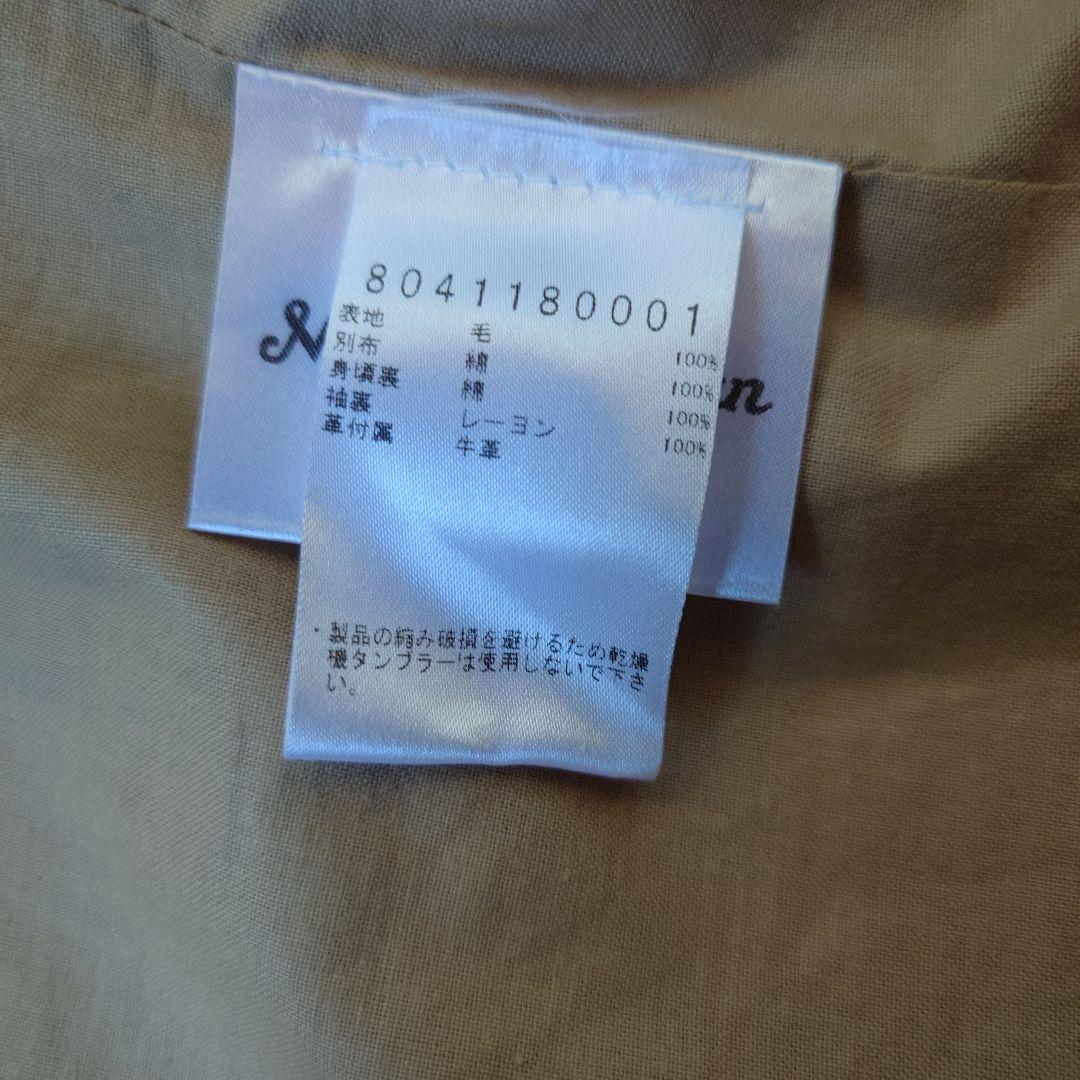 8041180001
表地 毛 100%
別布 綿 100%
身頃裏 綿 100%
袖裏 レーヨン 100%
革付属 牛革
・製品の縮み破損を避けるため乾燥
機タンブラーは使用しないで下さ
い。